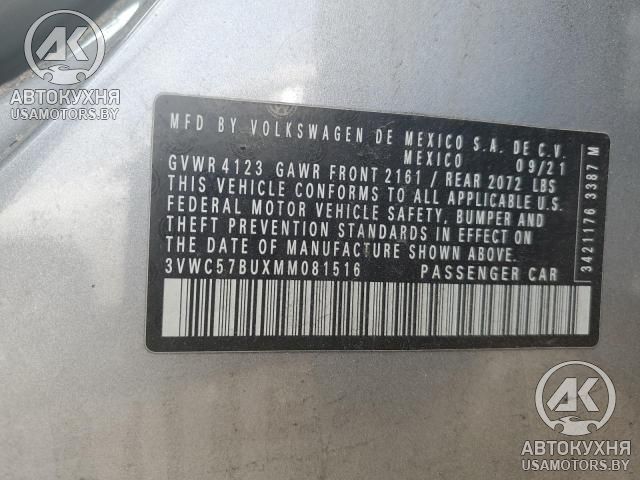 AK
АВТОКУХНЯ
USAMOTORS.BY
MFD BY VOLKSWAGEN DE MEXICO S.A. DE C.V.
MEXICO 09/21
GVWR 4123 GAWR FRONT 2161 / REAR 2072 LBS
THIS VEHICLE CONFORMS TO ALL APPLICABLE U.S.
FEDERAL MOTOR VEHICLE SAFETY, BUMPER AND
THEFT PREVENTION STANDARDS IN EFFECT ON
THE DATE OF MANUFACTURE SHOWN ABOVE.
3VWC57BUXMM081516 PASSENGER CAR
3421176 3387 M
AK
АВТОКУХНЯ
USAMOTORS.BY